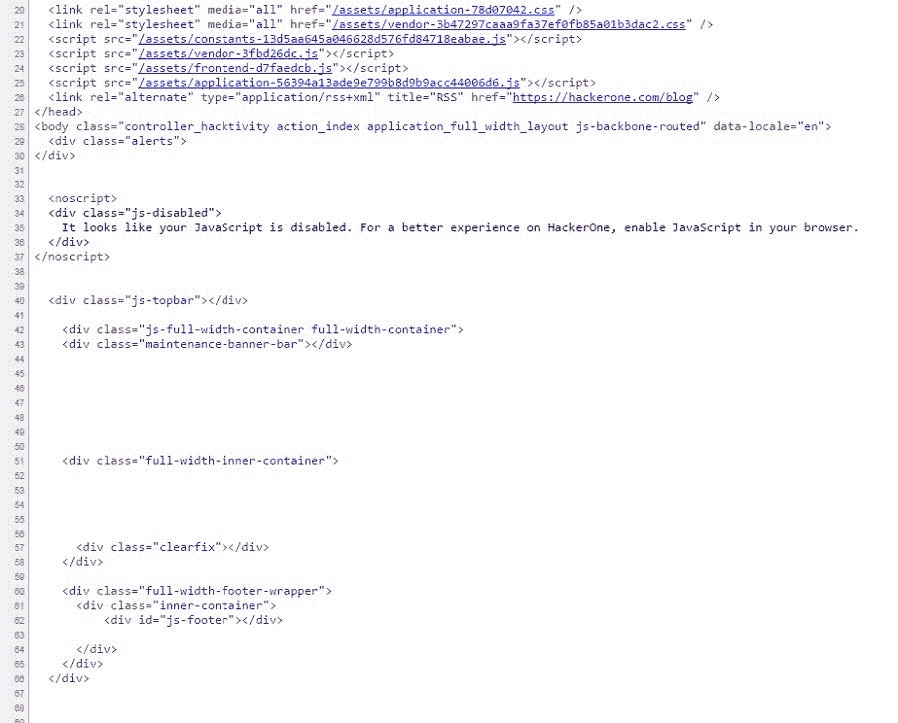 20 <link rel="stylesheet" media="all" href="/assets/application-78d07042.css" />
21 <link rel="stylesheet" media="all" href="/assets/vendor-3b47297caaa9fa37ef0fb85a01b3dac2.css" />
22 <script src="/assets/constants-13d5aa645a046628d576fd84718eabae.js"></script>
23 <script src="/assets/vendor-3fbd26dc.js"></script>
24 <script src="/assets/frontend-d7faedcb.js"></script>
25 <script src="/assets/application-56394a13ade9e799b8d9b9acc44006d6.js"></script>
26 <link rel="alternate" type="application/rss+xml" title="RSS" href="https://hackerone.com/blog" />
27 </head>
28 <body class="controller_hacktivity action_index application_full_width_layout js-backbone-routed" data-locale="en">
29 <div class="alerts">
30 </div>
31
32
33 <noscript>
34 <div class="js-disabled">
35 It looks like your JavaScript is disabled. For a better experience on HackerOne, enable JavaScript in your browser.
36 </div>
37 </noscript>
38
39
40 <div class="js-topbar"></div>
41
42 <div class="js-full-width-container full-width-container">
43 <div class="maintenance-banner-bar"></div>
44
45
46
47
48
49
50
51 <div class="full-width-inner-container">
52
53
54
55
56
57 <div class="clearfix"></div>
58 </div>
59
60 <div class="full-width-footer-wrapper">
61 <div class="inner-container">
62 <div id="js-footer"></div>
63
64 </div>
65 </div>
66 </div>
67
68